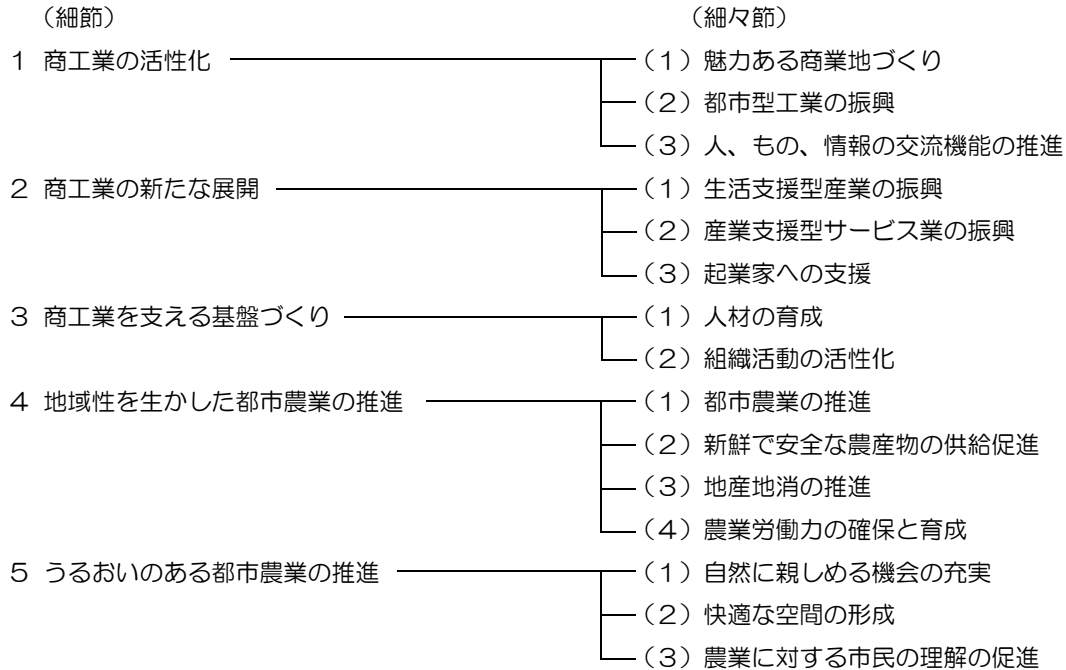 （細節） （細々節）
１ 商工業の活性化 （１）魅力ある商業地づくり
（２）都市型工業の振興
（３）人、もの、情報の交流機能の推進
２ 商工業の新たな展開 （１）生活支援型産業の振興
（２）産業支援型サービス業の振興
（３）起業家への支援
３ 商工業を支える基盤づくり （１）人材の育成
（２）組織活動の活性化
４ 地域性を生かした都市農業の推進 （１）都市農業の推進
（２）新鮮で安全な農産物の供給促進
（３）地産地消の推進
（４）農業労働力の確保と育成
５ うるおいのある都市農業の推進 （１）自然に親しめる機会の充実
（２）快適な空間の形成
（３）農業に対する市民の理解の促進